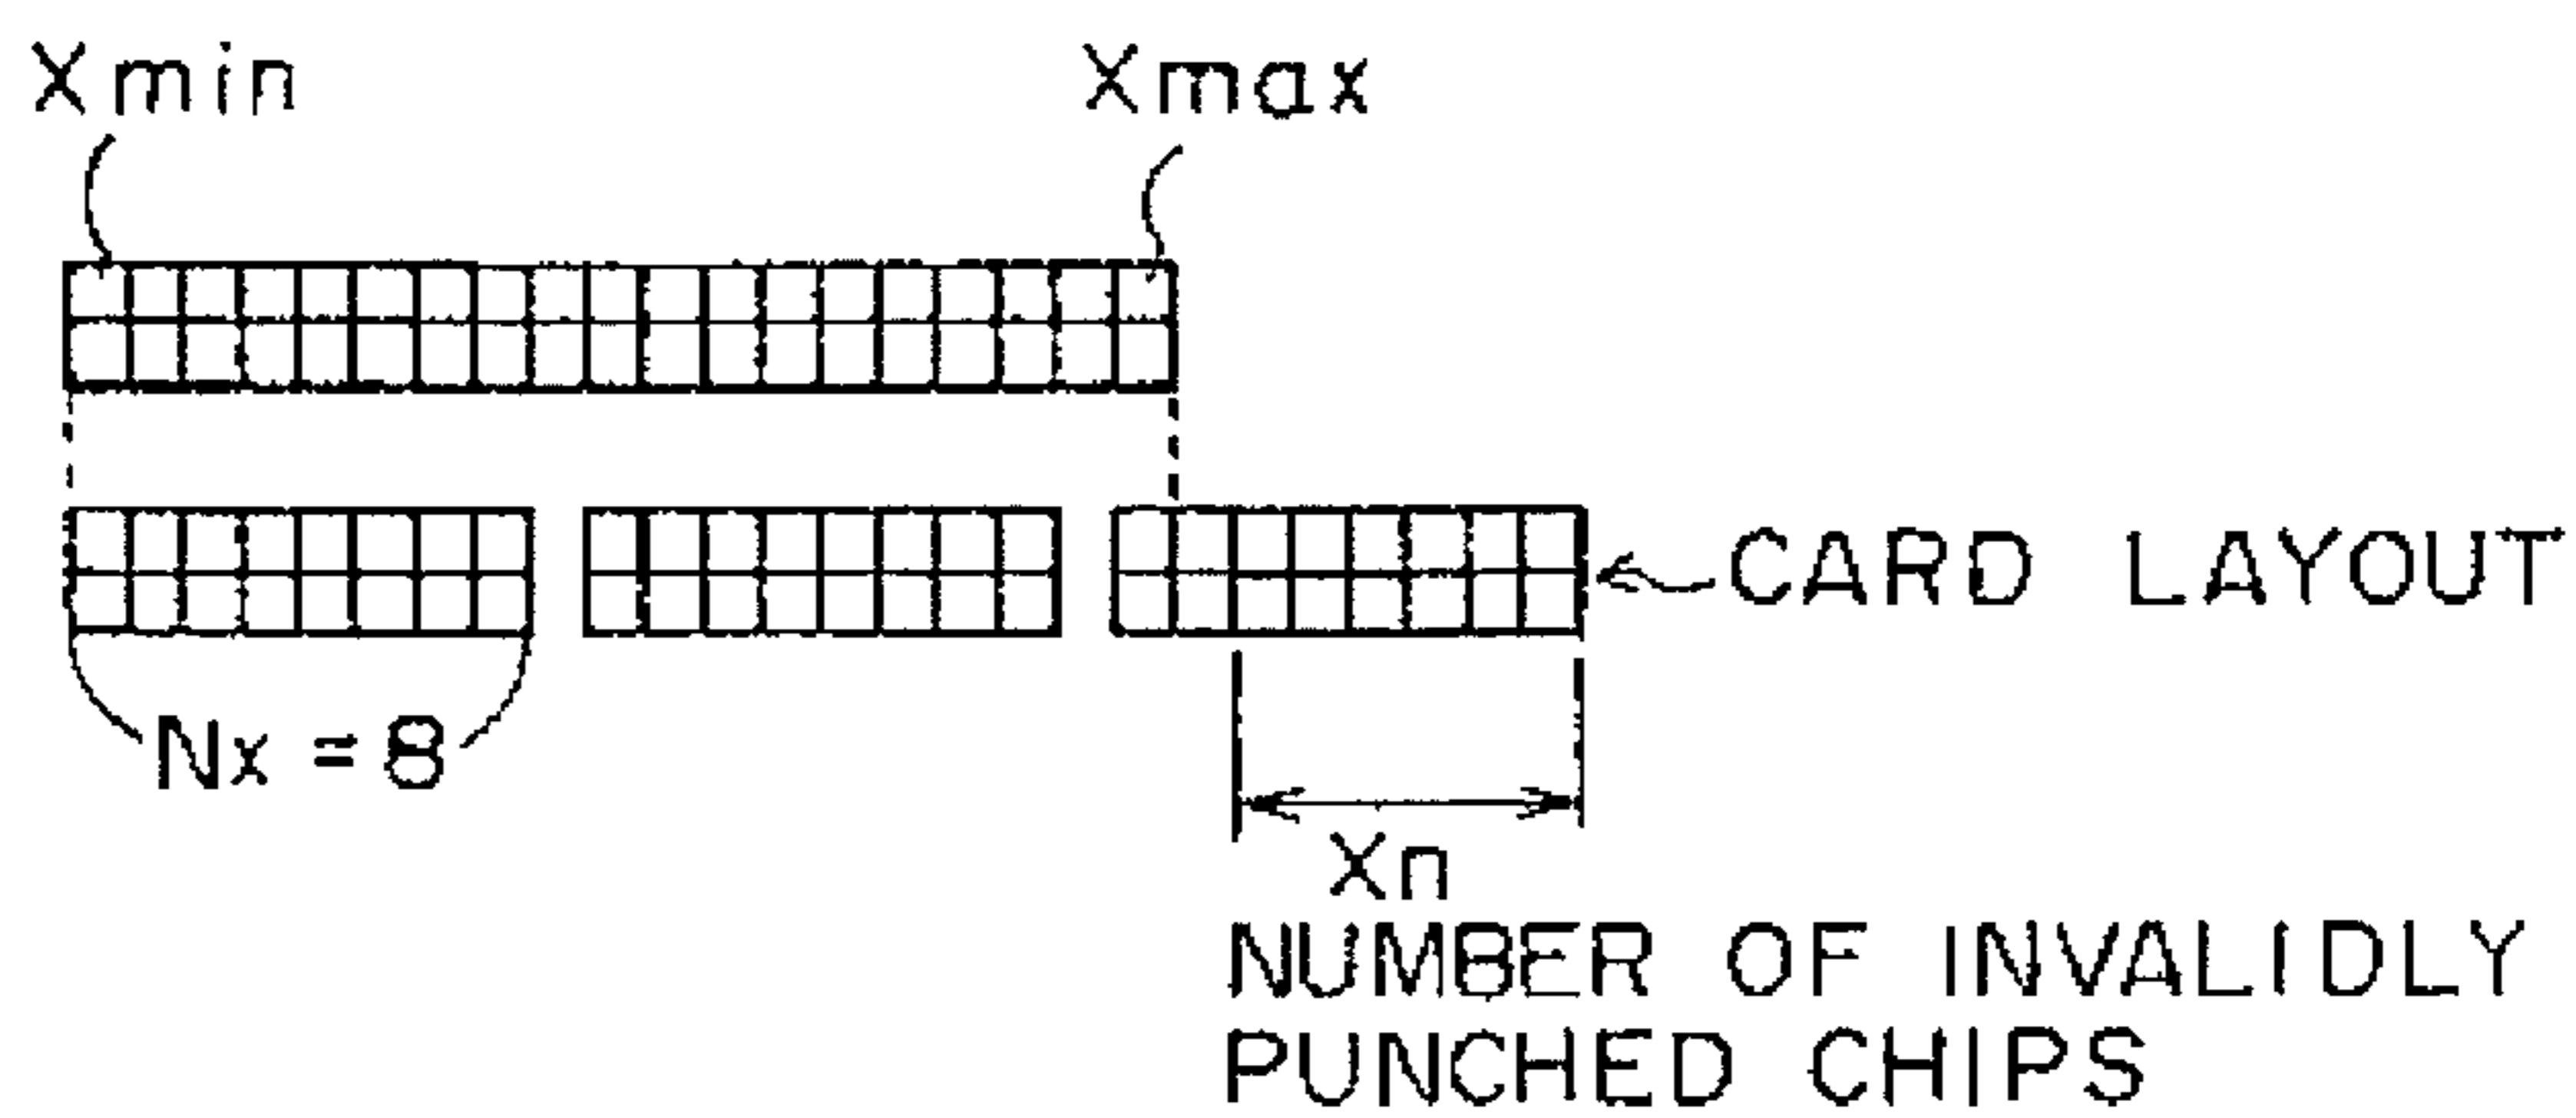 Xmin
Xmax
CARD LAYOUT
Nx = 8
Xn
NUMBER OF INVALIDLY
PUNCHED CHIPS